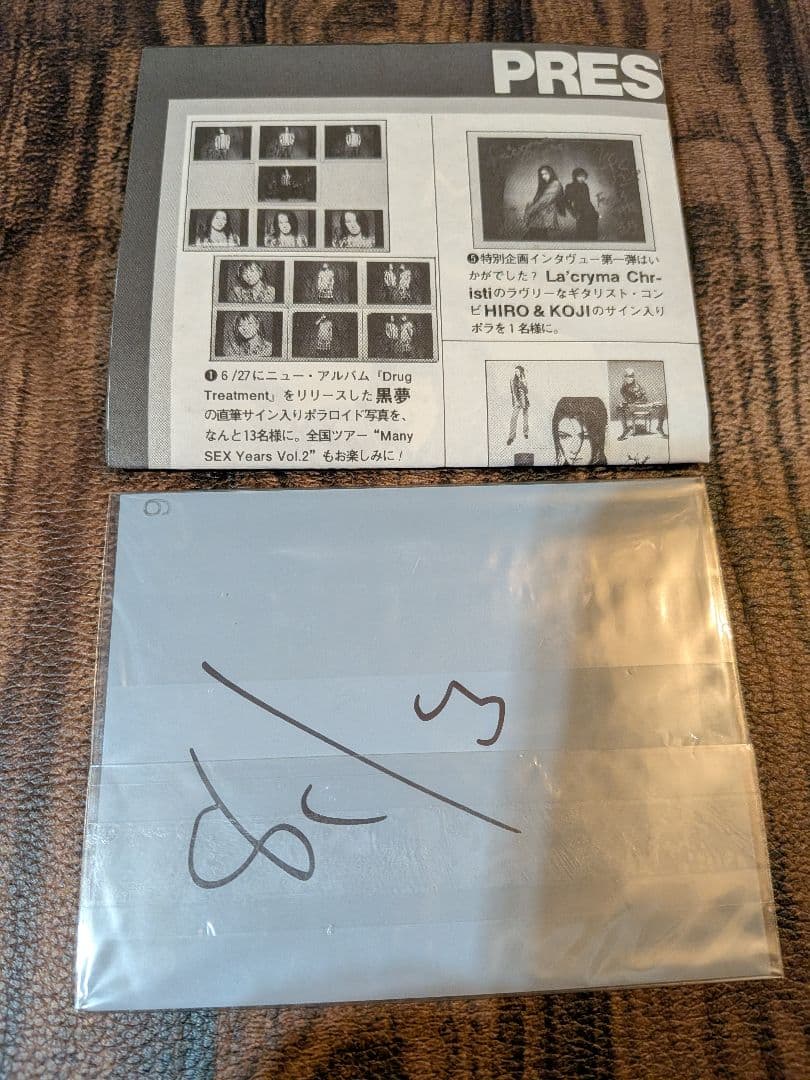 PRES
❶6/27にニュー・アルバム「Drug
Treatment」をリリースした黒夢
の直筆サイン入りポラロイド写真を、
なんと13名様に。全国ツアー“Many
SEX Years Vol.2”もお楽しみに！
❺特別企画インタヴュー第一弾はい
かがでした？ La'cryma Chr-
istiのラヴリーなギタリスト・コン
ビHIRO & KOJIのサイン入り
ポラを１名様に。